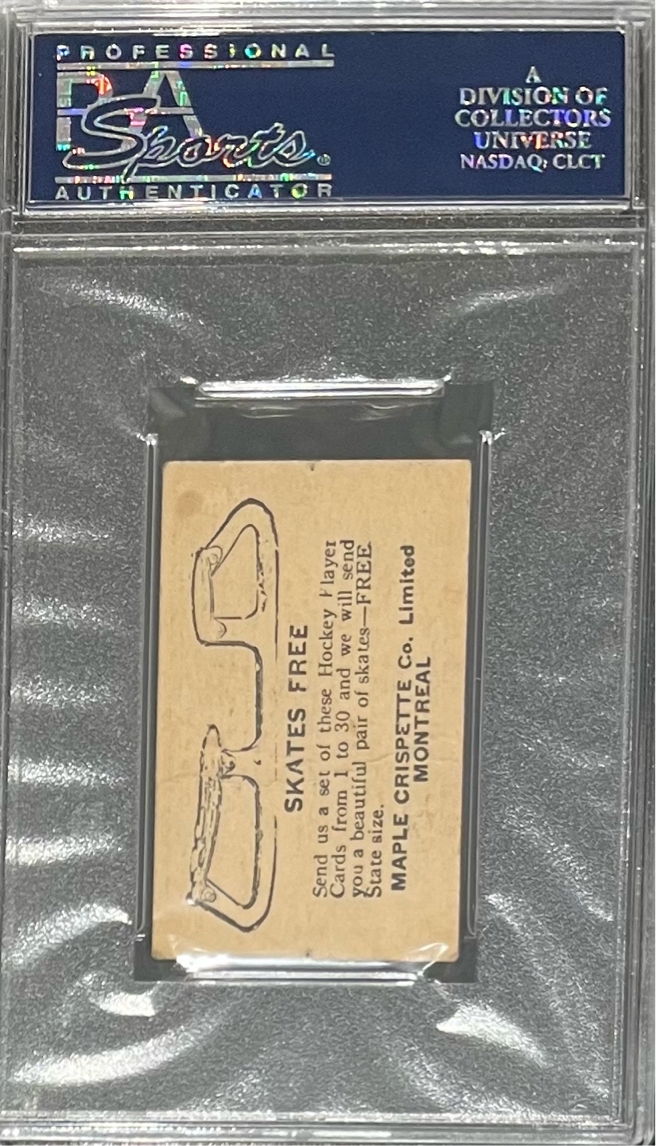 PROFESSIONAL
PSA
Sports®
AUTHENTICATOR
A
DIVISION OF
COLLECTORS
UNIVERSE
NASDAQ: CLCT
SKATES FREE
Send us a set of these Hockey Player
Cards from 1 to 30 and we will send
you a beautiful pair of skates—FREE.
State size.
MAPLE CRISPETTE Co. Limited
MONTREAL